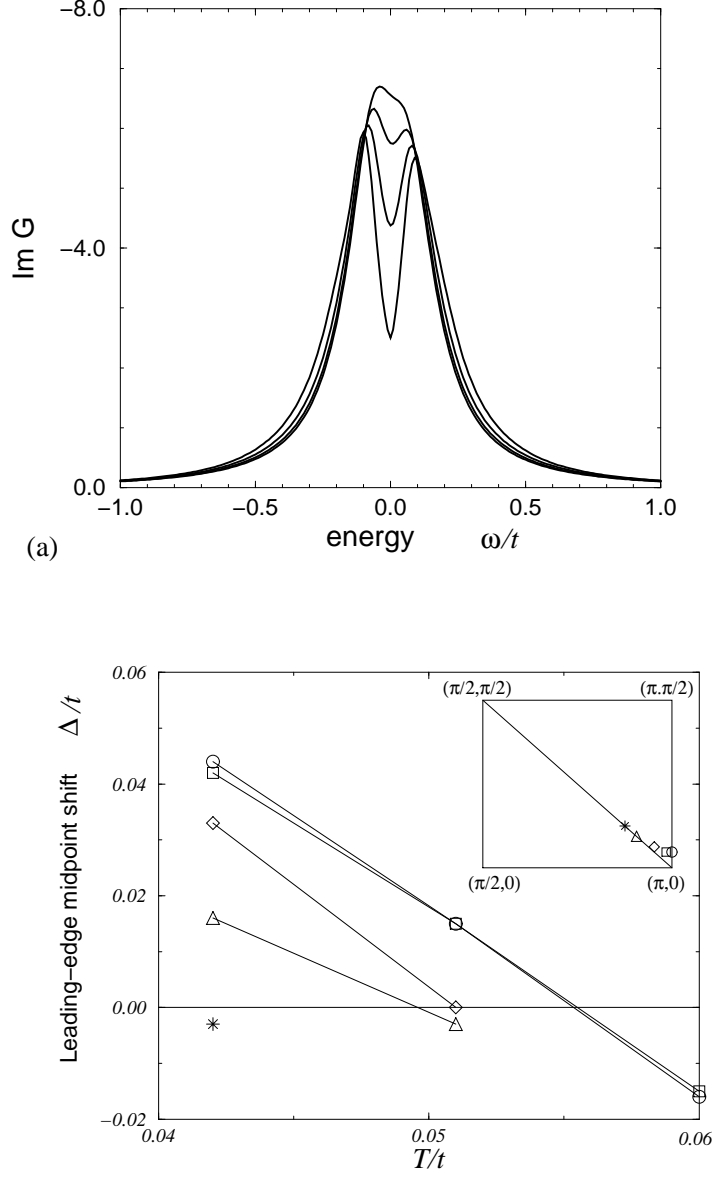 −8.0
−4.0
0.0
Im G
−1.0 −0.5 0.0 0.5 1.0
energy ω/t
(a)
0.06
0.04
0.02
0.00
−0.02
Leading−edge midpoint shift Δ/t
(π/2,π/2) (π.π/2)
(π/2,0) (π,0)
0.04 0.05 0.06
T/t